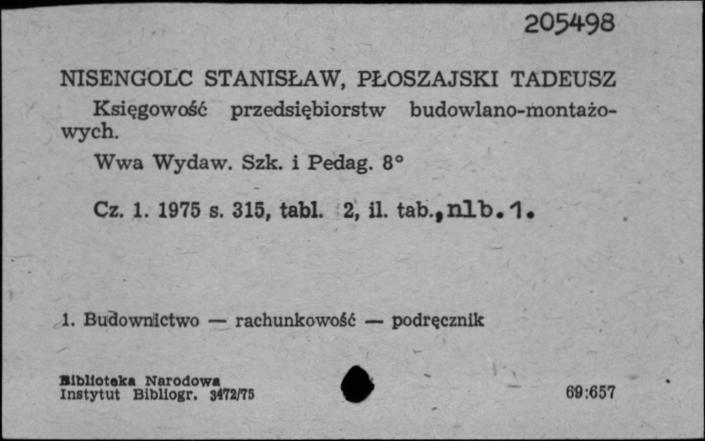 205498
NISENGOLC STANISŁAW, PŁOSZAJSKI TADEUSZ
Księgowość przedsiębiorstw budowlano-montażo-
wych.
Wwa Wydaw. Szk. i Pedag. 8°
Cz. 1. 1975 s. 315, tabl. 2, il. tab., nlb. 1.
1. Budownictwo — rachunkowość — podręcznik
Biblioteka Narodowa
Instytut Bibliogr. 3472/75
69:657